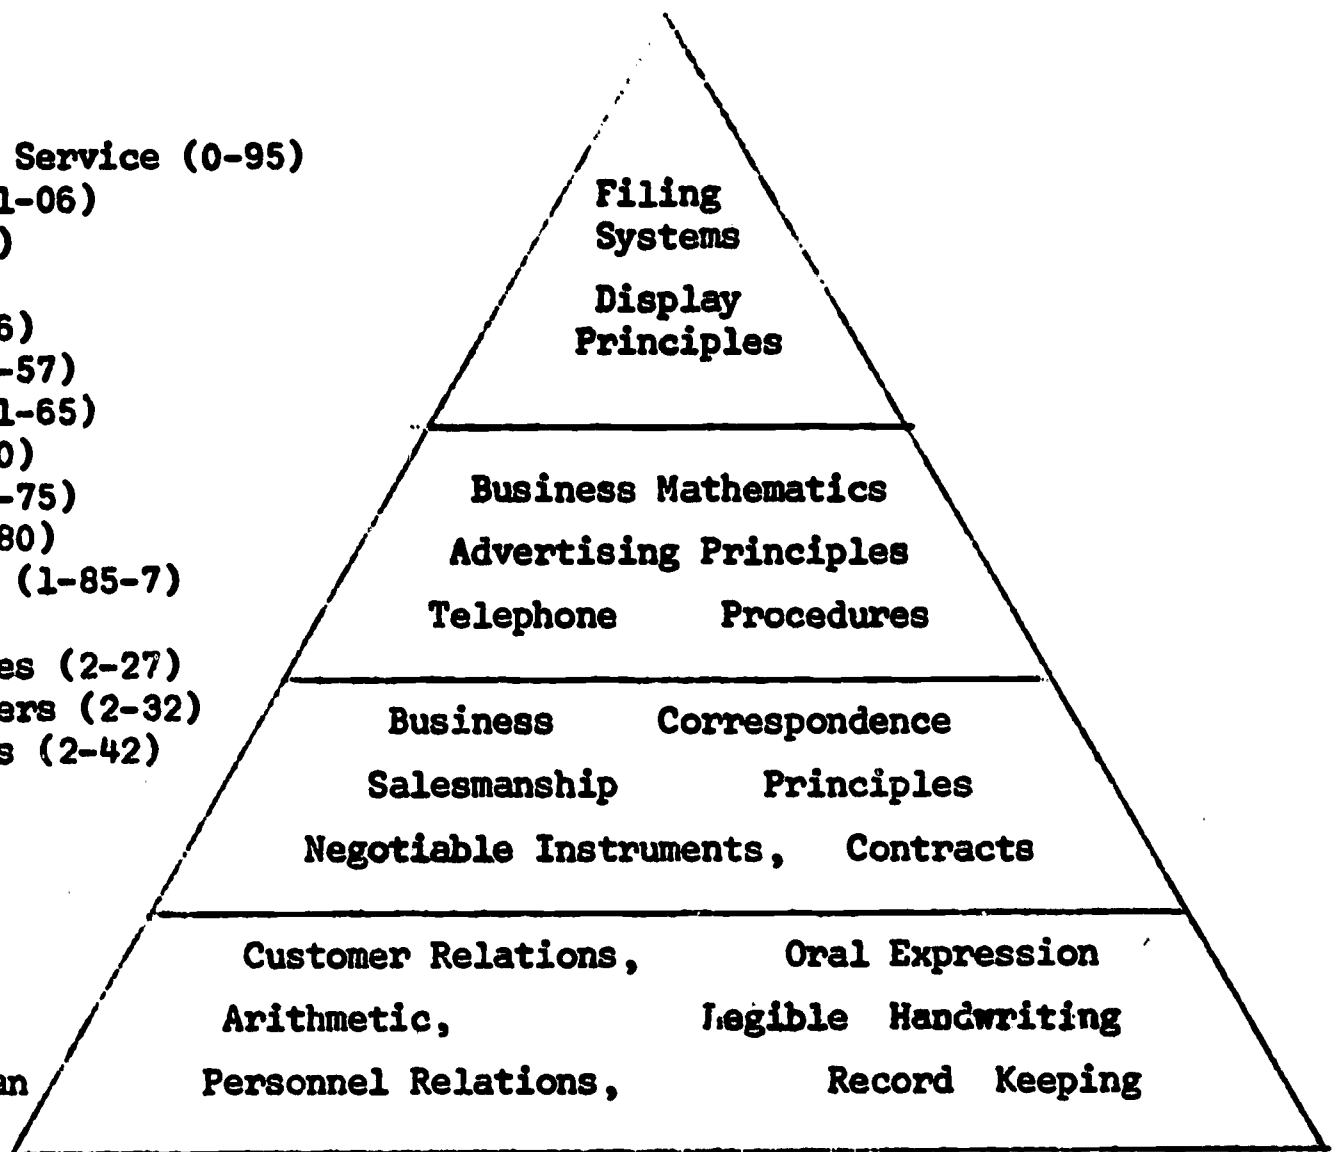 Service (0-95)
1-06)
)
6)
-57)
1-65)
0)
-75)
80)
(1-85-7)
es (2-27)
ers (2-32)
s (2-42)
an
Filing
Systems
Display
Principles
Business Mathematics
Advertising Principles
Telephone Procedures
Business Correspondence
Salesmanship Principles
Negotiable Instruments, Contracts
Customer Relations, Oral Expression
Arithmetic, Legible Handwriting
Personnel Relations, Record Keeping